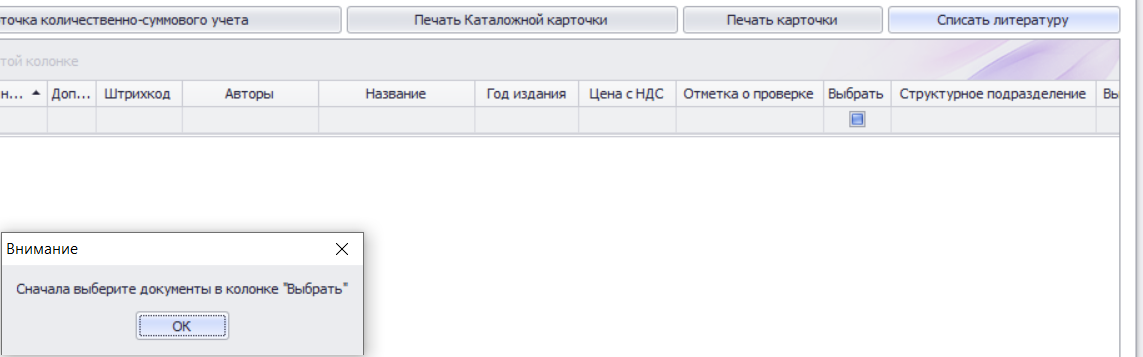 точка количественно-суммового учета
Печать Каталожной карточки
Печать карточки
Списать литературу
той колонке
н... Доп... Штрихкод Авторы Название Год издания Цена с НДС Отметка о проверке Выбрать Структурное подразделение Вы
Внимание
Сначала выберите документы в колонке "Выбрать"
OK